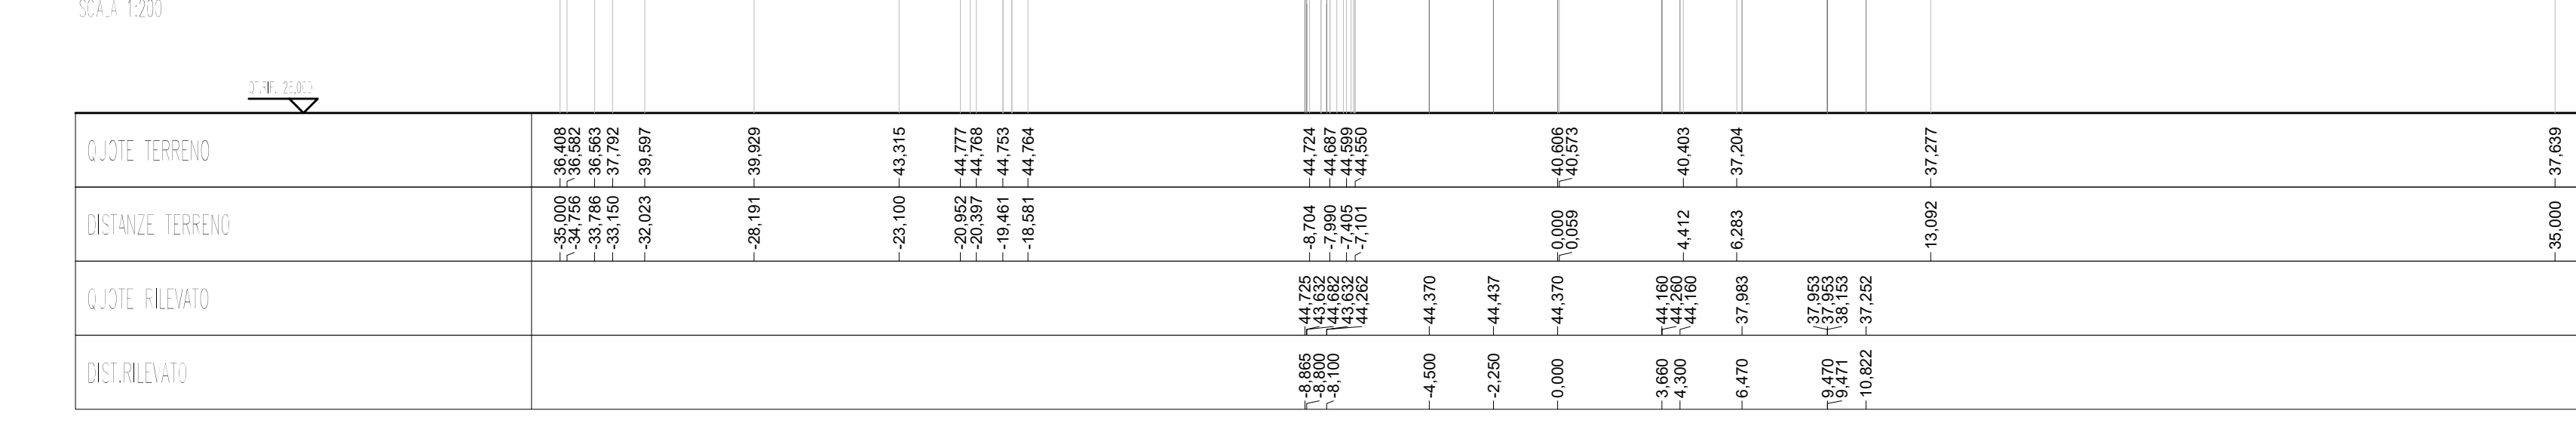 SCALA 1:200
QT.RIF. 25,000
QUOTE TERRENO 36,408 36,582 36,563 37,792 39,597 39,929 43,315 44,777 44,768 44,753 44,764 44,724 44,687 44,599 44,550 40,606 40,573 40,403 37,204 37,277 37,639
DISTANZE TERRENO -35,000 -34,756 -33,786 -33,150 -32,023 -28,191 -23,100 -20,952 -20,397 -19,461 -18,581 -8,704 -7,990 -7,405 -7,101 0,000 0,059 4,412 6,283 13,092 35,000
QUOTE RILEVATO 44,725 43,632 44,682 43,632 44,262 44,370 44,437 44,370 44,160 44,260 44,160 37,983 37,953 37,953 38,153 37,252
DIST.RILEVATO -8,865 -8,800 -8,100 -4,500 -2,250 0,000 3,660 4,300 6,470 9,470 9,471 10,822